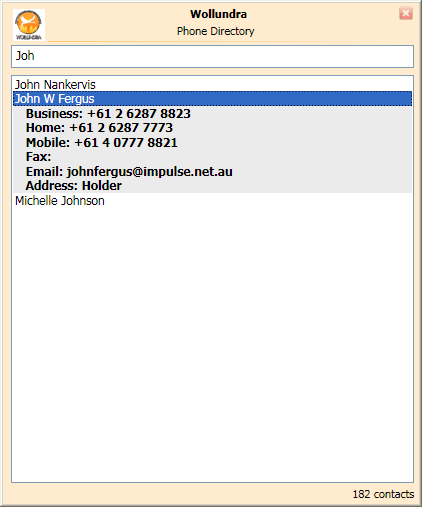 Wollundra
WOLLUNDRA
Phone Directory
Joh
John Nankervis
John W Fergus
Business: +61 2 6287 8823
Home: +61 2 6287 7773
Mobile: +61 4 0777 8821
Fax:
Email: johnfergus@impulse.net.au
Address: Holder
Michelle Johnson
182 contacts